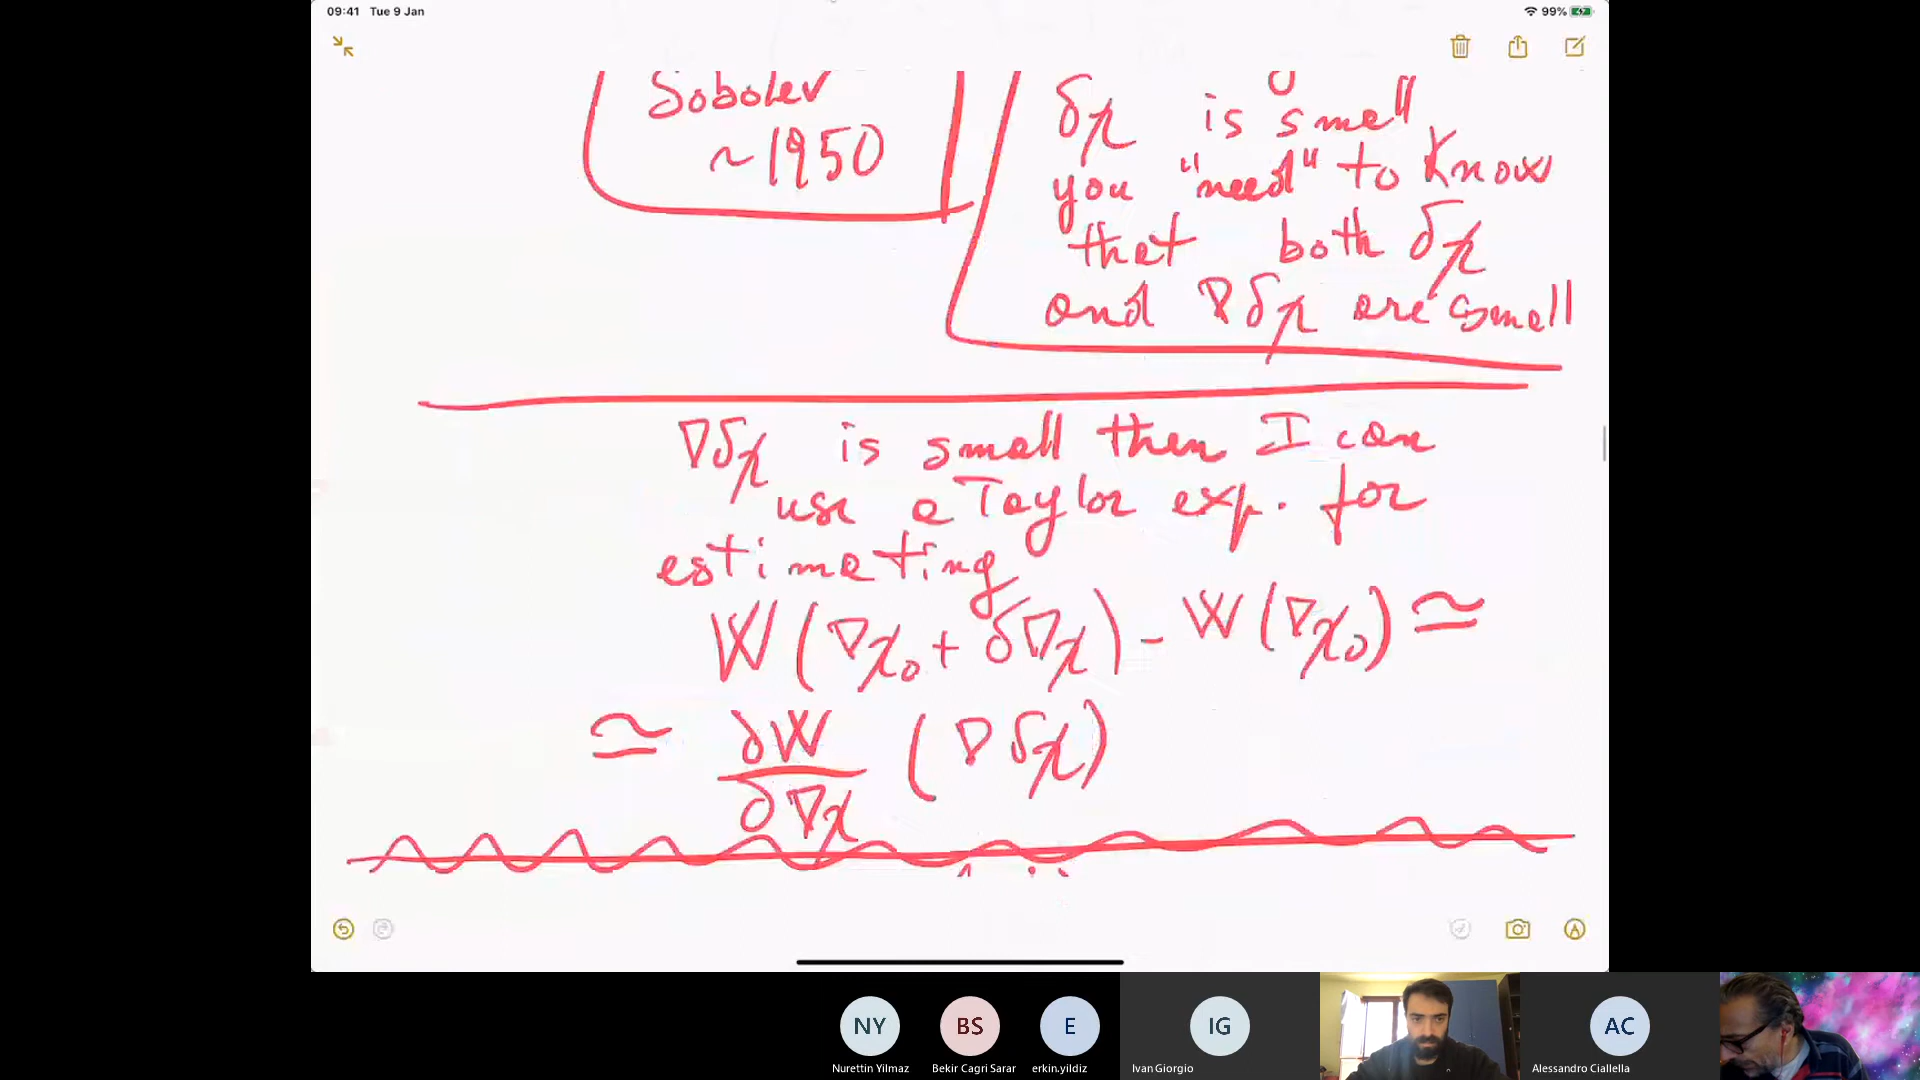 09:41 Tue 9 Jan
99%
Sobolev
~1950
δχ is small
you "need" to know
that both δχ
and ∇δχ are small
∇δχ is small then I can
use a Taylor exp. for
estimating
W(∇χ₀ + δ∇χ) - W(∇χ₀) ≃
≃ ∂W/∂∇χ (∇δχ)
NY BS E IG AC
Nurettin Yilmaz Bekir Cagri Sarar erkin.yildiz Ivan Giorgio Alessandro Ciallella